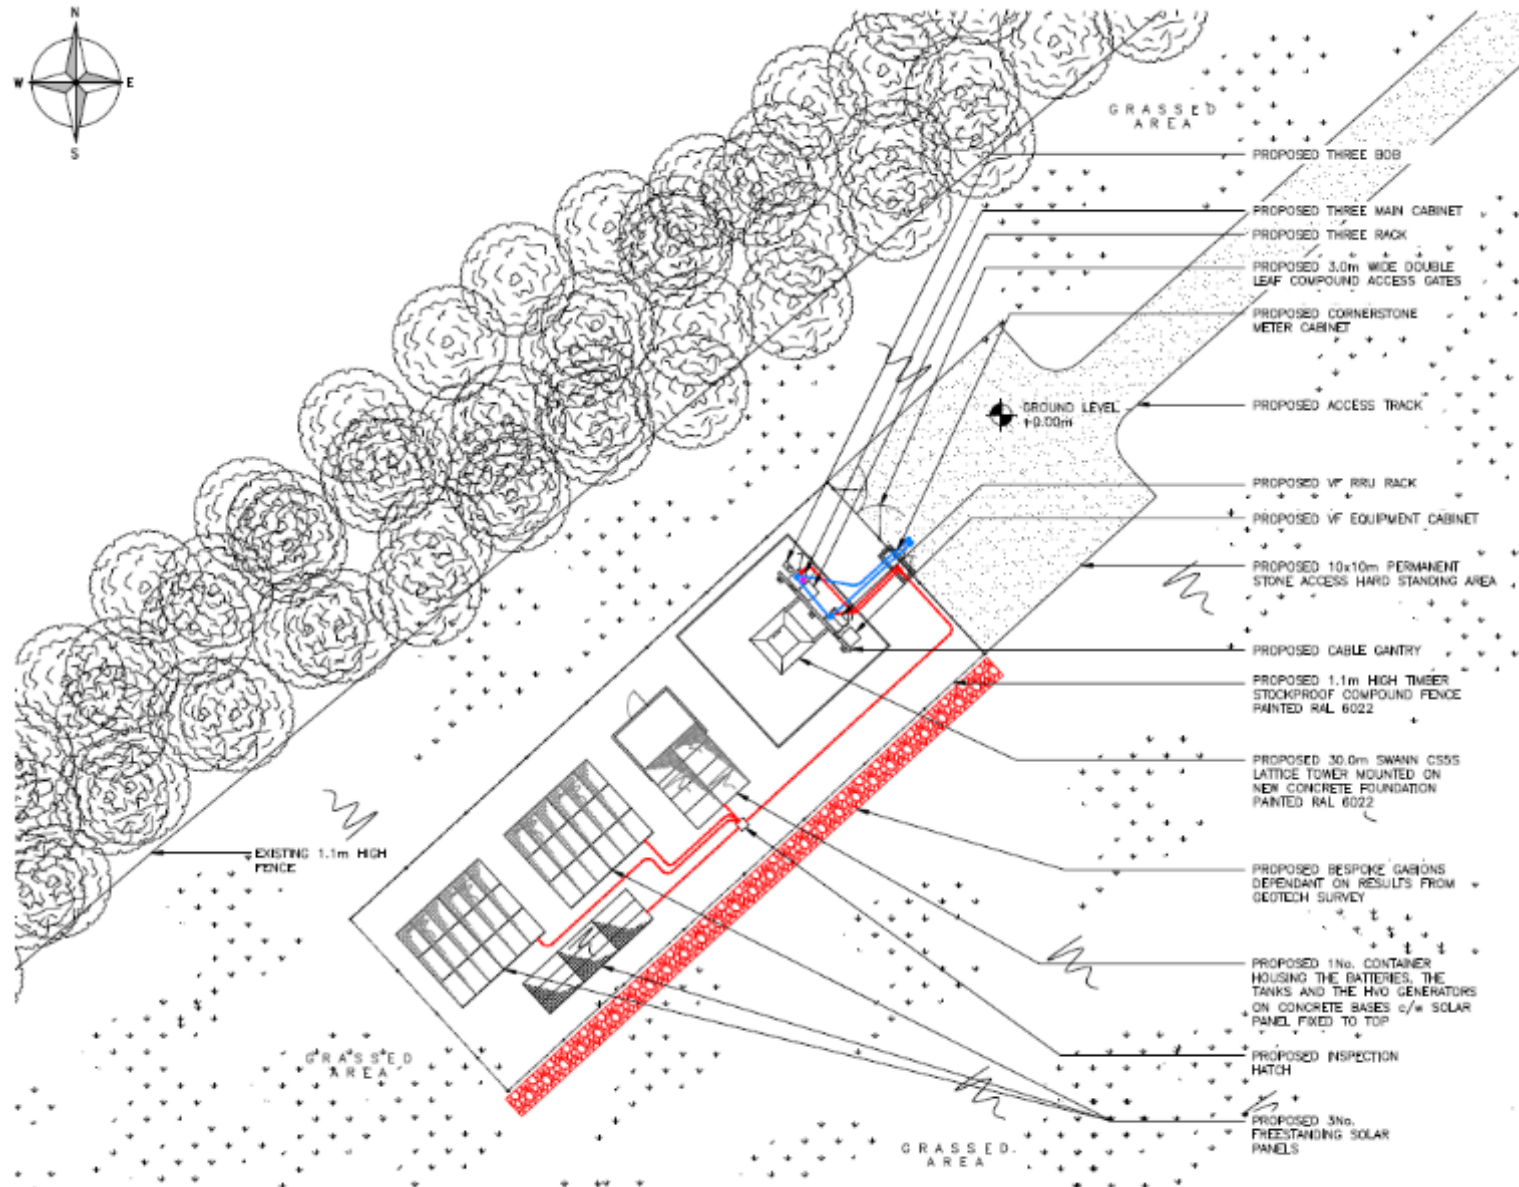 N
W
E
S
GRASSED
AREA
PROPOSED THREE BOB
PROPOSED THREE MAIN CABINET
PROPOSED THREE RACK
PROPOSED 3.0m WIDE DOUBLE
LEAF COMPOUND ACCESS GATES
PROPOSED CORNERSTONE
METER CABINET
GROUND LEVEL
±0.00m
PROPOSED ACCESS TRACK
PROPOSED VF RRU RACK
PROPOSED VF EQUIPMENT CABINET
PROPOSED 10x10m PERMANENT
STONE ACCESS HARD STANDING AREA
PROPOSED CABLE GANTRY
PROPOSED 1.1m HIGH TIMBER
STOCKPROOF COMPOUND FENCE
PAINTED RAL 6022
PROPOSED 30.0m SWANN CS5S
LATTICE TOWER MOUNTED ON
NEW CONCRETE FOUNDATION
PAINTED RAL 6022
EXISTING 1.1m HIGH
FENCE
PROPOSED BESPOKE GABIONS
DEPENDANT ON RESULTS FROM
GEOTECH SURVEY
PROPOSED 1No. CONTAINER
HOUSING THE BATTERIES, THE
TANKS AND THE HVO GENERATORS
ON CONCRETE BASES c/w SOLAR
PANEL FIXED TO TOP
PROPOSED INSPECTION
HATCH
GRASSED
AREA
PROPOSED 3No.
FREESTANDING SOLAR
PANELS
GRASSED
AREA